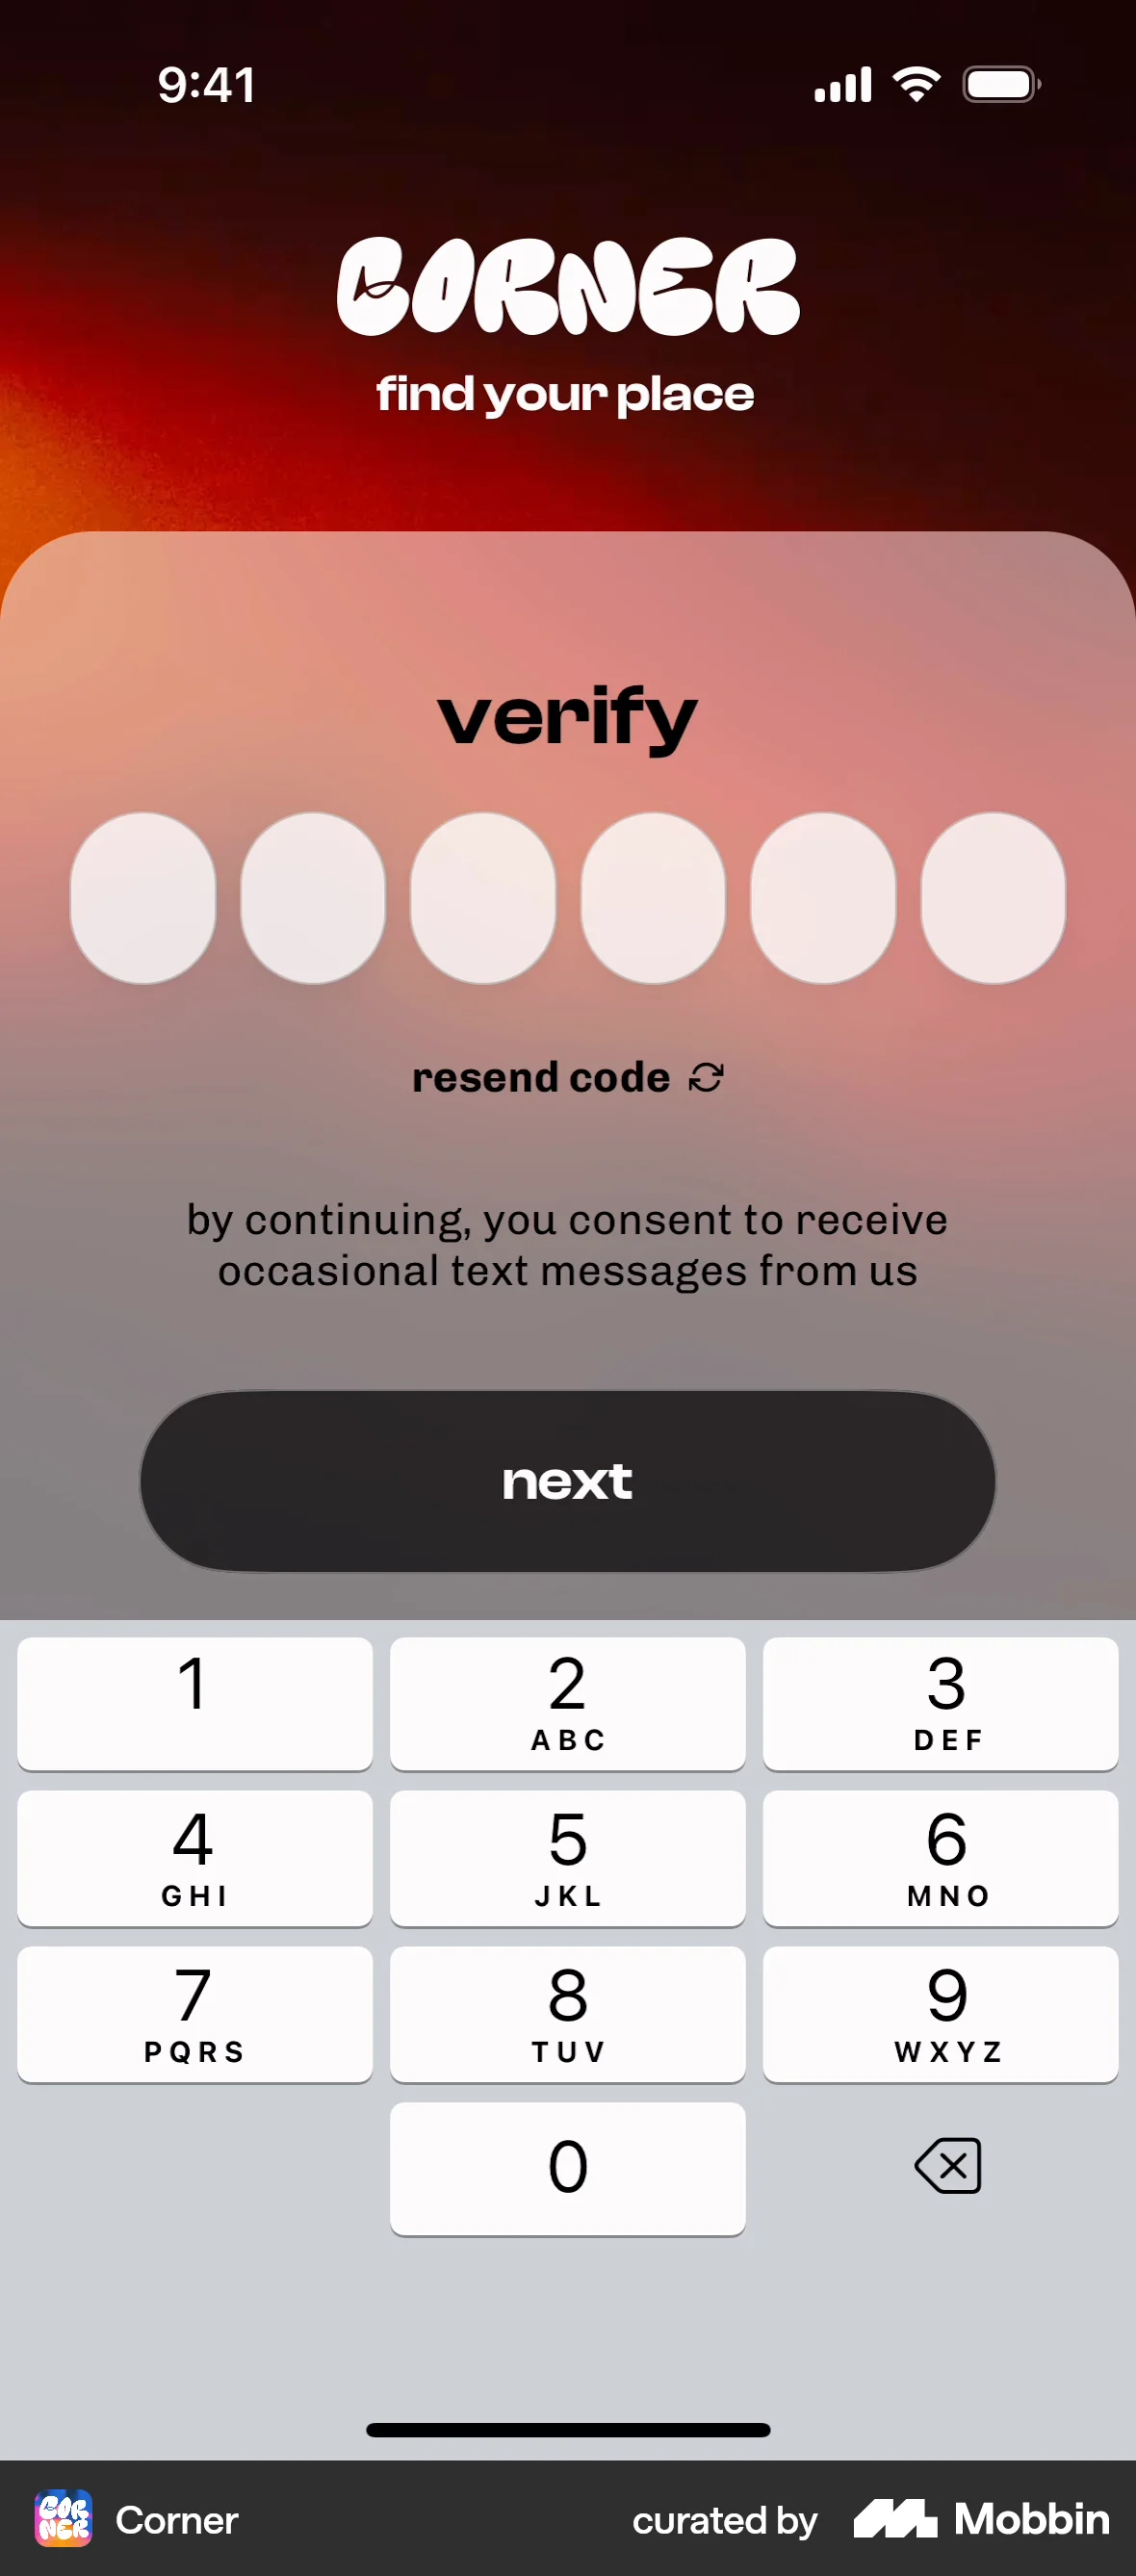 9:41
CORNER
find your place
verify
resend code
by continuing, you consent to receive
occasional text messages from us
next
1
2
ABC
3
DEF
4
GHI
5
JKL
6
MNO
7
PQRS
8
TUV
9
WXYZ
0
COR
NER
Corner
curated by
Mobbin